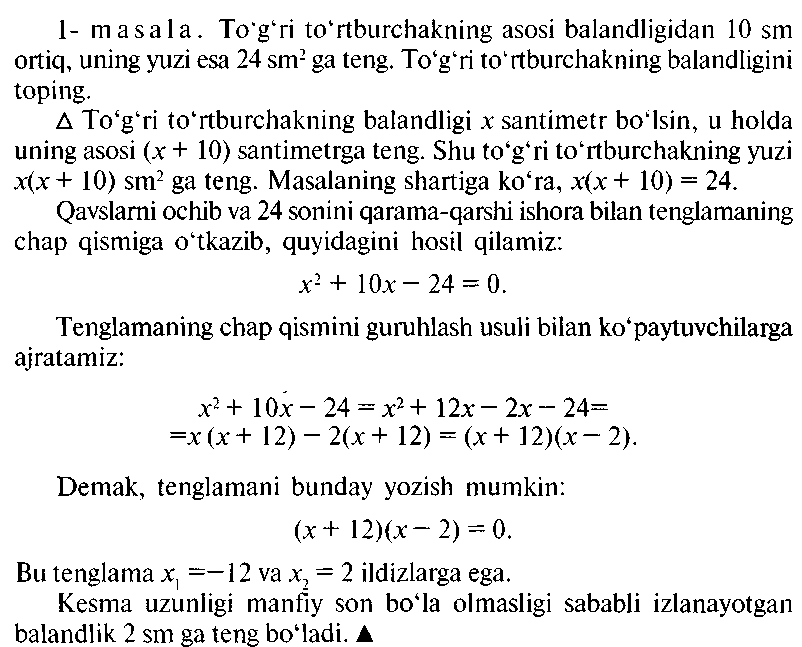 1- m a s a l a . To‘g‘ri to‘rtburchakning asosi balandligidan 10 sm
ortiq, uning yuzi esa 24 sm² ga teng. To‘g‘ri to‘rtburchakning balandligini
toping.
△ To‘g‘ri to‘rtburchakning balandligi x santimetr bo‘lsin, u holda
uning asosi (x + 10) santimetrga teng. Shu to‘g‘ri to‘rtburchakning yuzi
x(x + 10) sm² ga teng. Masalaning shartiga ko‘ra, x(x + 10) = 24.
Qavslarni ochib va 24 sonini qarama-qarshi ishora bilan tenglamaning
chap qismiga o‘tkazib, quyidagini hosil qilamiz:
x² + 10x − 24 = 0.
Tenglamaning chap qismini guruhlash usuli bilan ko‘paytuvchilarga
ajratamiz:
x² + 10x − 24 = x² + 12x − 2x − 24=
=x (x + 12) − 2(x + 12) = (x + 12)(x − 2).
Demak, tenglamani bunday yozish mumkin:
(x + 12)(x − 2) = 0.
Bu tenglama x₁ =−12 va x₂ = 2 ildizlarga ega.
Kesma uzunligi manfiy son bo‘la olmasligi sababli izlanayotgan
balandlik 2 sm ga teng bo‘ladi. ▲